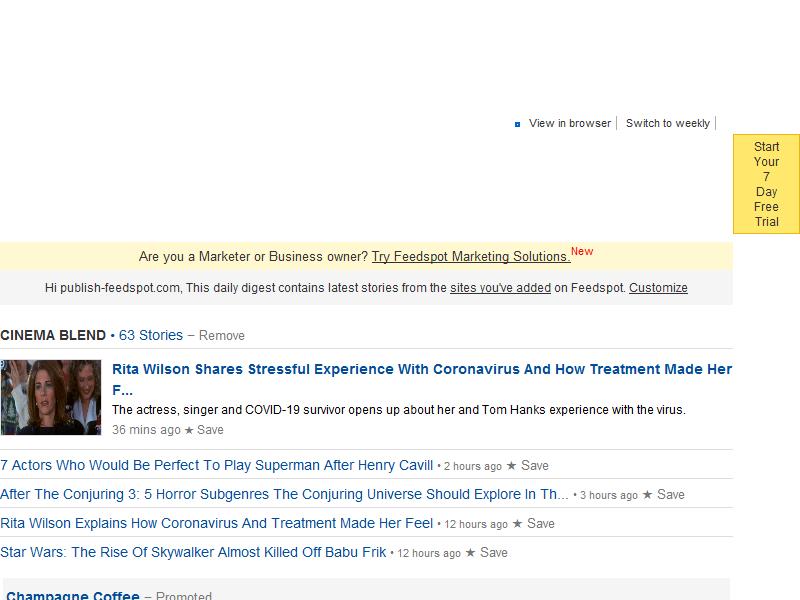 View in browser | Switch to weekly |
Start
Your
7
Day
Free
Trial
Are you a Marketer or Business owner? Try Feedspot Marketing Solutions. New
Hi publish-feedspot.com, This daily digest contains latest stories from the sites you've added on Feedspot. Customize
CINEMA BLEND • 63 Stories – Remove
Rita Wilson Shares Stressful Experience With Coronavirus And How Treatment Made Her
F...
The actress, singer and COVID-19 survivor opens up about her and Tom Hanks experience with the virus.
36 mins ago ★ Save
7 Actors Who Would Be Perfect To Play Superman After Henry Cavill • 2 hours ago ★ Save
After The Conjuring 3: 5 Horror Subgenres The Conjuring Universe Should Explore In Th... • 3 hours ago ★ Save
Rita Wilson Explains How Coronavirus And Treatment Made Her Feel • 12 hours ago ★ Save
Star Wars: The Rise Of Skywalker Almost Killed Off Babu Frik • 12 hours ago ★ Save
Champagne Coffee – Promoted